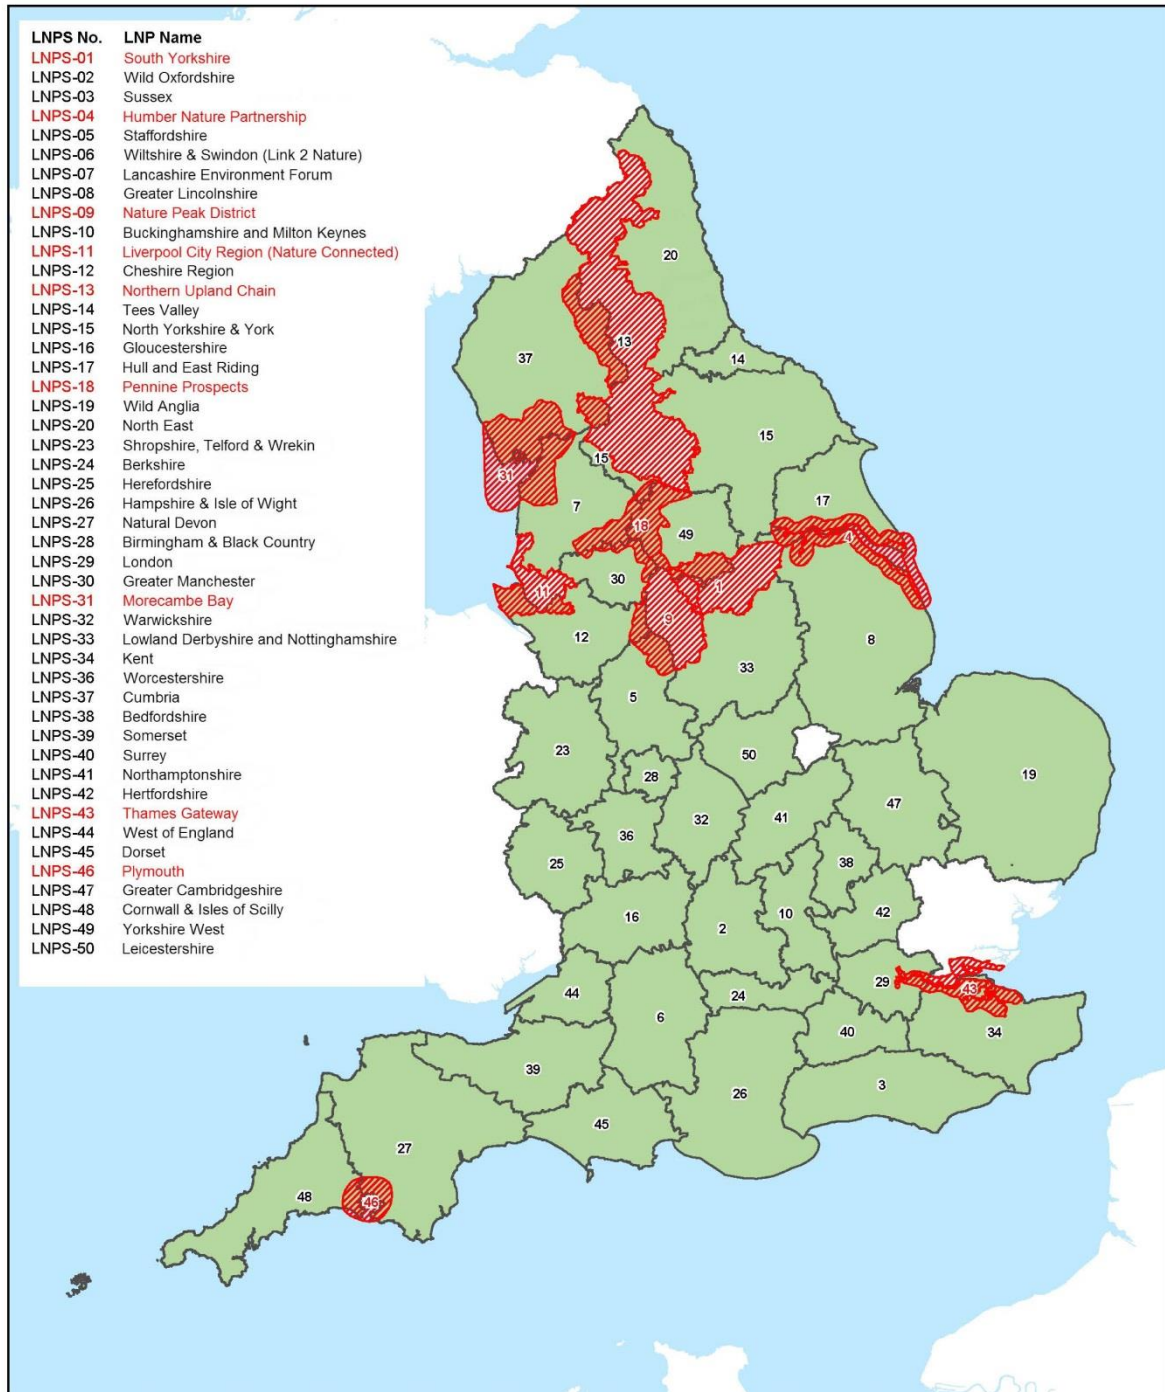 LNPS No. LNP Name
LNPS-01 South Yorkshire
LNPS-02 Wild Oxfordshire
LNPS-03 Sussex
LNPS-04 Humber Nature Partnership
LNPS-05 Staffordshire
LNPS-06 Wiltshire & Swindon (Link 2 Nature)
LNPS-07 Lancashire Environment Forum
LNPS-08 Greater Lincolnshire
LNPS-09 Nature Peak District
LNPS-10 Buckinghamshire and Milton Keynes
LNPS-11 Liverpool City Region (Nature Connected)
LNPS-12 Cheshire Region
LNPS-13 Northern Upland Chain
LNPS-14 Tees Valley
LNPS-15 North Yorkshire & York
LNPS-16 Gloucestershire
LNPS-17 Hull and East Riding
LNPS-18 Pennine Prospects
LNPS-19 Wild Anglia
LNPS-20 North East
LNPS-23 Shropshire, Telford & Wrekin
LNPS-24 Berkshire
LNPS-25 Herefordshire
LNPS-26 Hampshire & Isle of Wight
LNPS-27 Natural Devon
LNPS-28 Birmingham & Black Country
LNPS-29 London
LNPS-30 Greater Manchester
LNPS-31 Morecambe Bay
LNPS-32 Warwickshire
LNPS-33 Lowland Derbyshire and Nottinghamshire
LNPS-34 Kent
LNPS-36 Worcestershire
LNPS-37 Cumbria
LNPS-38 Bedfordshire
LNPS-39 Somerset
LNPS-40 Surrey
LNPS-41 Northamptonshire
LNPS-42 Hertfordshire
LNPS-43 Thames Gateway
LNPS-44 West of England
LNPS-45 Dorset
LNPS-46 Plymouth
LNPS-47 Greater Cambridgeshire
LNPS-48 Cornwall & Isles of Scilly
LNPS-49 Yorkshire West
LNPS-50 Leicestershire
20
13
37
14
15
15
31
17
7
18
49
4
30
1
11
9
12
8
33
5
23
50
28
19
47
32
41
36
25
38
10
42
16
2
29
43
44
24
6
34
40
39
3
26
45
27
48
46